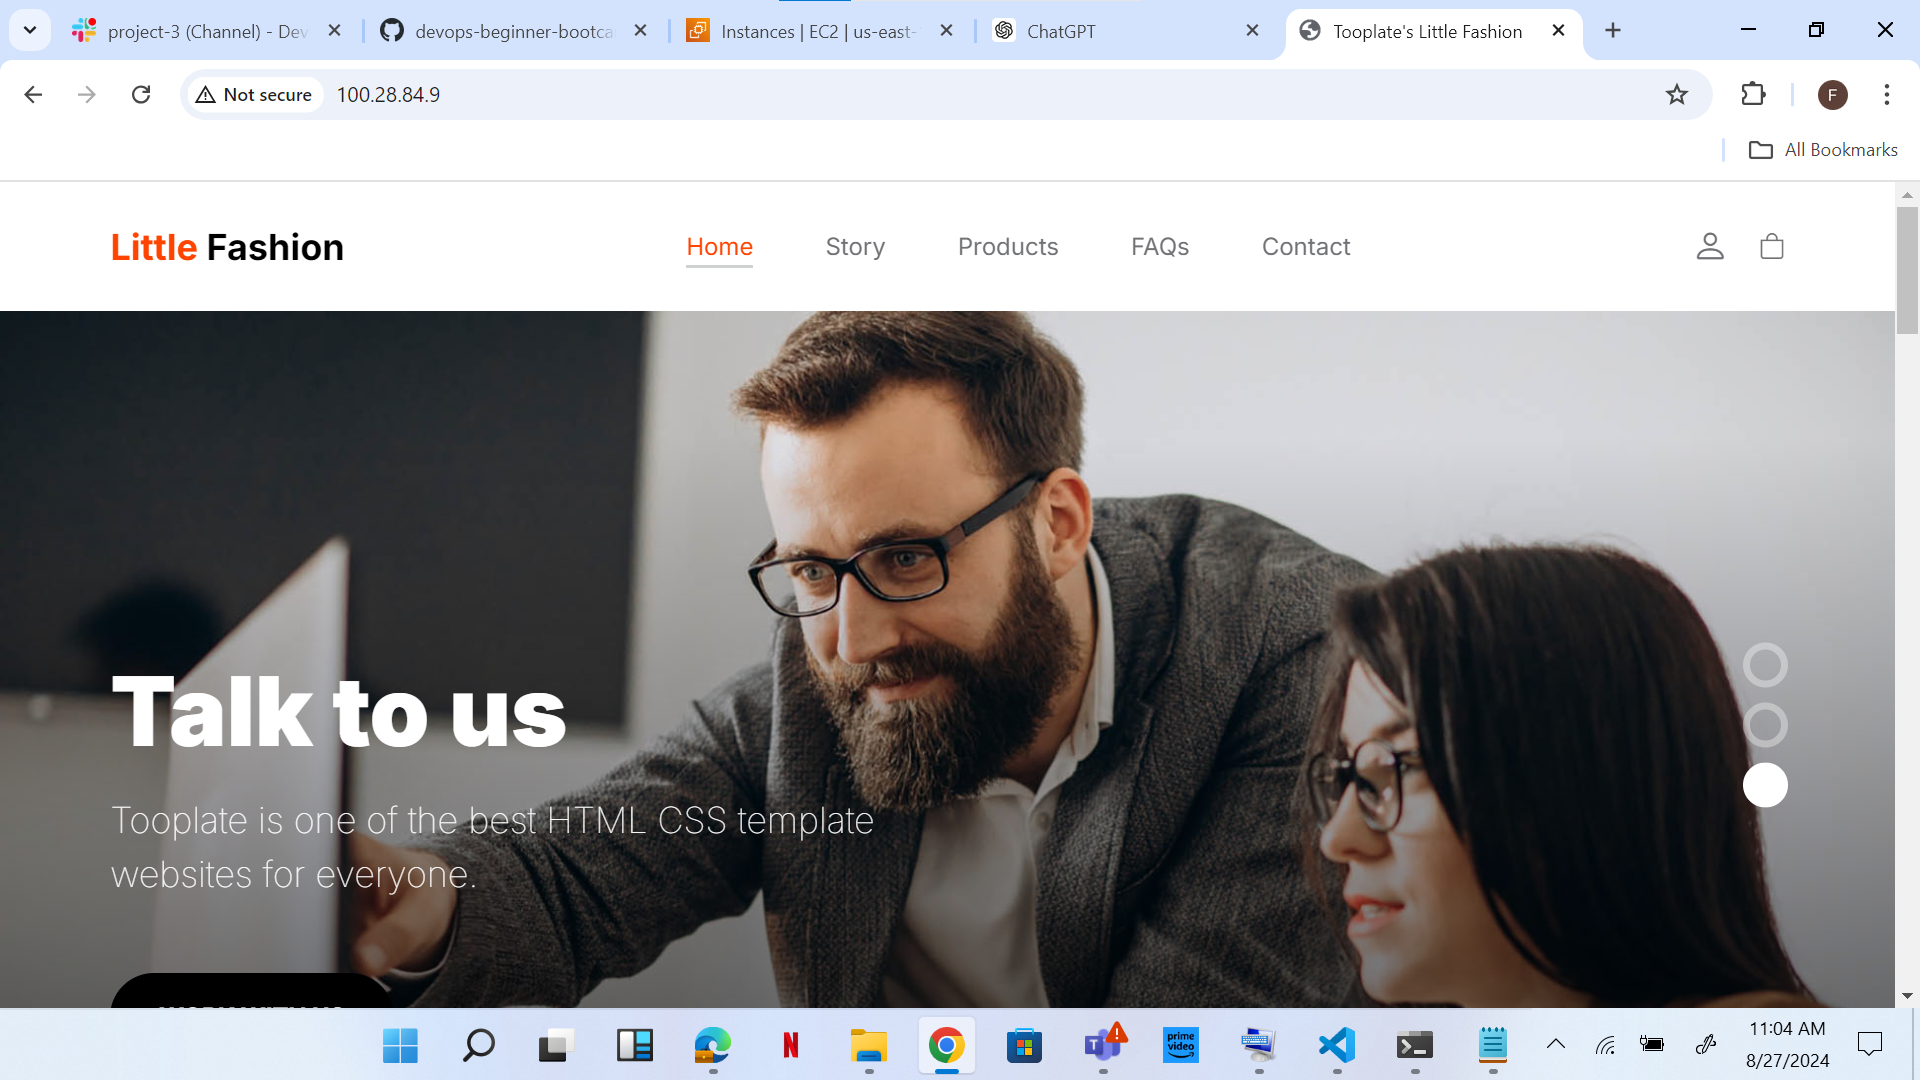 project-3 (Channel) - Dev
devops-beginner-bootca
Instances | EC2 | us-east-
ChatGPT
Tooplate's Little Fashion
Not secure
100.28.84.9
F
All Bookmarks
Little Fashion
Home
Story
Products
FAQs
Contact
Talk to us
Tooplate is one of the best HTML CSS template
websites for everyone.
N
T
prime video
11:04 AM
8/27/2024